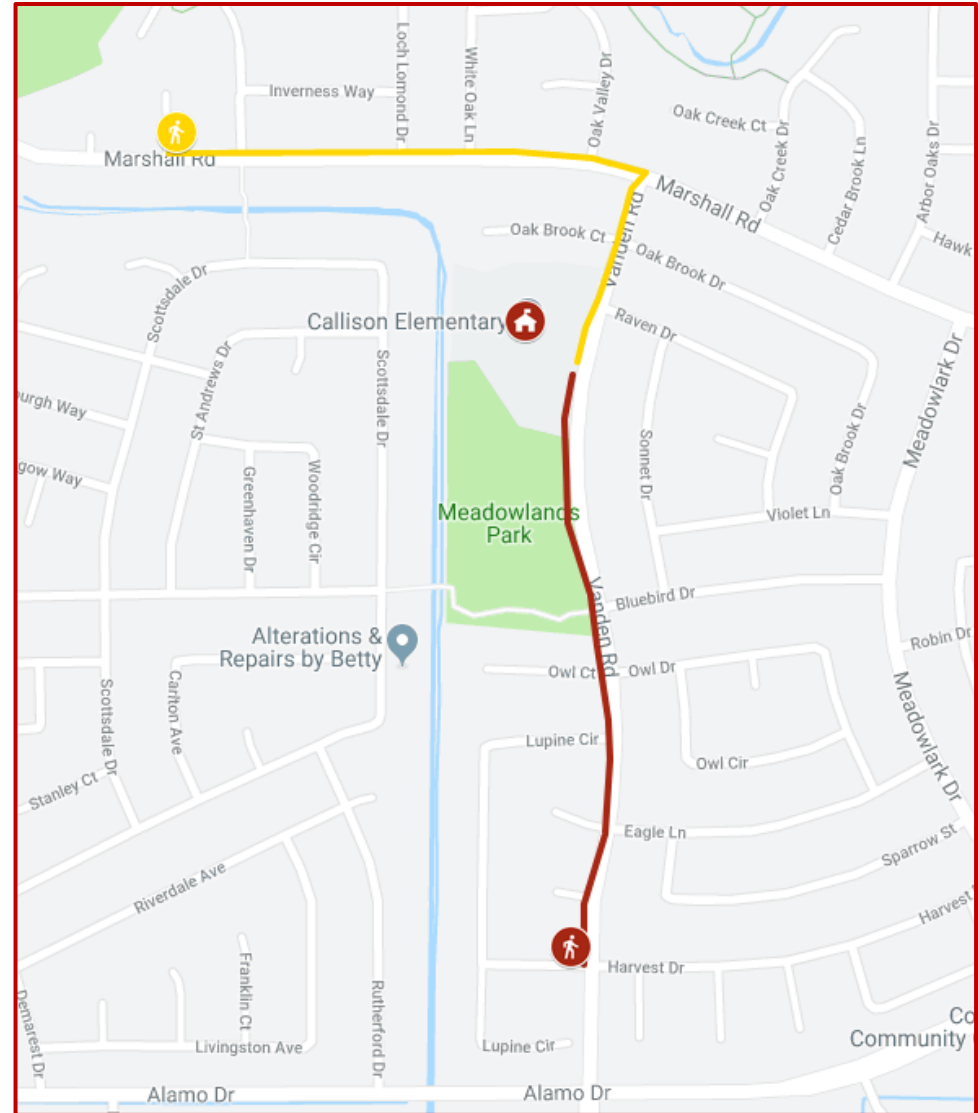 Loch Lomond Dr
White Oak Ln
Oak Valley Dr
Inverness Way
Oak Creek Ct
Oak Creek Dr
Cedar Brook Ln
Arbor Oaks Dr
Marshall Rd
Marshall Rd
Hawk
Oak Brook Ct
Oak Brook Dr
Vanden Rd
Scottsdale Dr
Callison Elementary
Raven Dr
Meadowlark Dr
St Andrews Dr
Scottsdale Dr
burgh Way
gow Way
Greenhaven Dr
Woodridge Cir
Sonnet Dr
Oak Brook Dr
Meadowlands
Park
Violet Ln
Vanden Rd
Bluebird Dr
Alterations &
Repairs by Betty
Robin Dr
Owl Ct
Owl Dr
Scottsdale Dr
Carlton Ave
Meadowlark Dr
Lupine Cir
Owl Cir
Stanley Ct
Eagle Ln
Sparrow St
Riverdale Ave
Harvest
Harvest Dr
Franklin Ct
Rutherford Dr
Demarest Dr
Livingston Ave
Lupine Cir
Co
Community
Alamo Dr
Alamo Dr